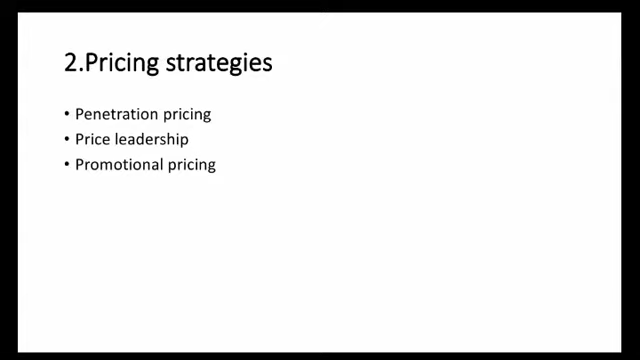 2.Pricing strategies
• Penetration pricing
• Price leadership
• Promotional pricing